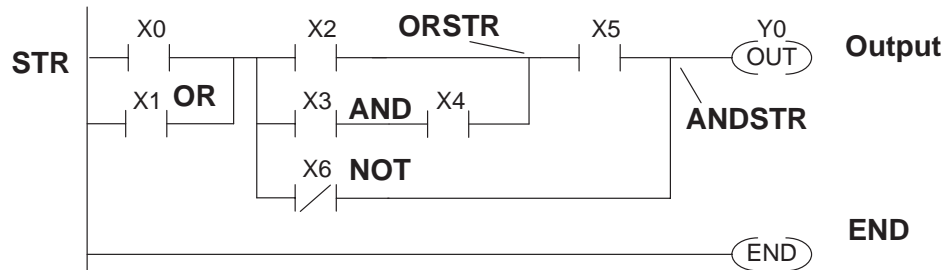 X0 X2 ORSTR X5 Y0
STR OUT Output
X1 OR X3 AND X4 ANDSTR
X6 NOT
END END